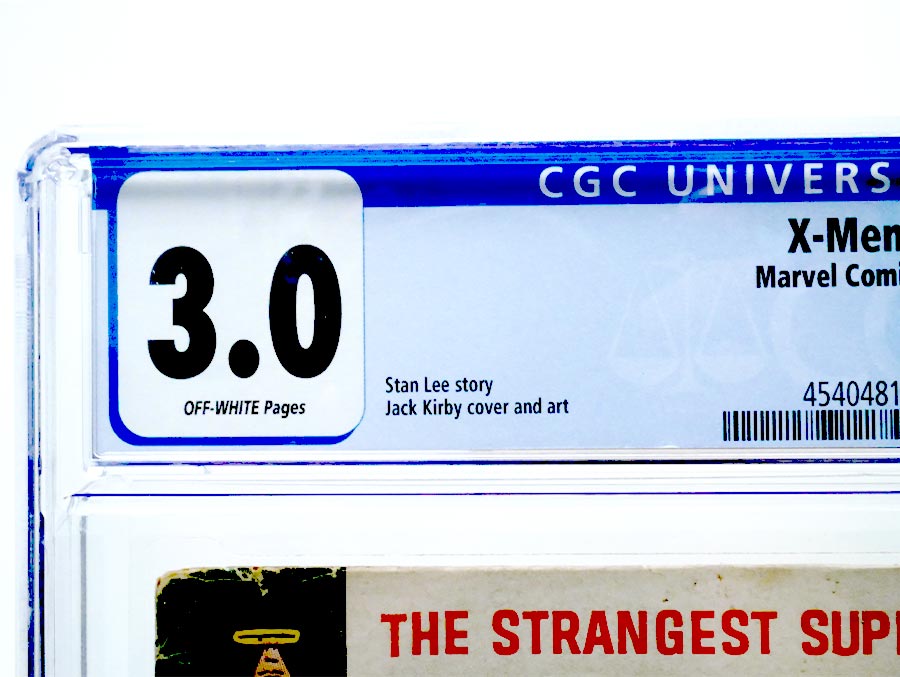 CGC UNIVERS
X-Men
Marvel Comi
3.0
OFF-WHITE Pages
Stan Lee story
Jack Kirby cover and art
4540481
THE STRANGEST SUP